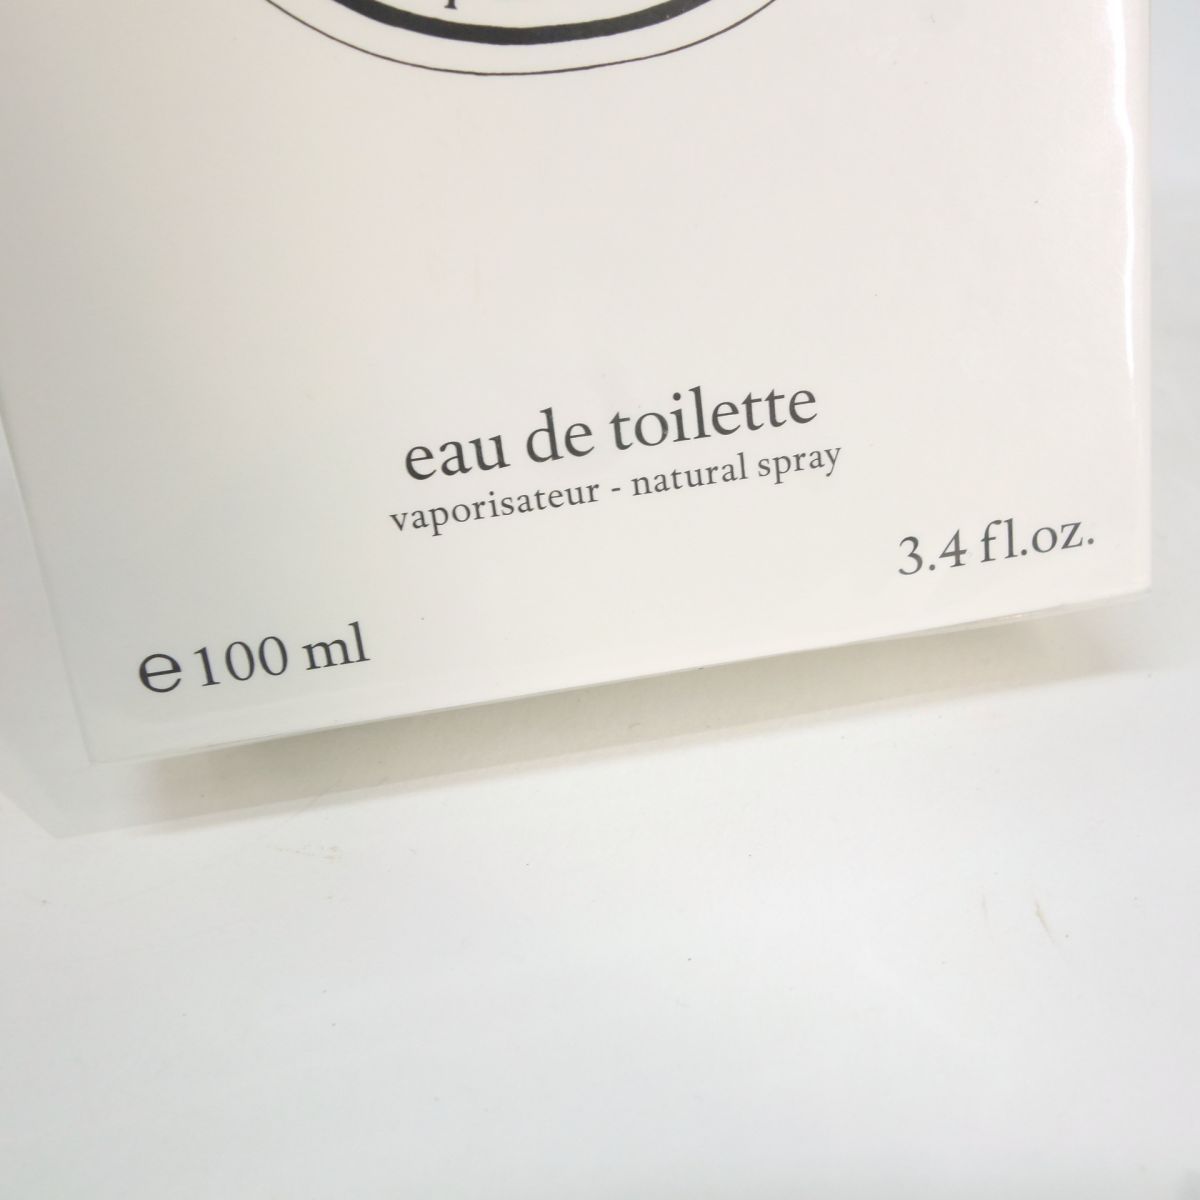 eau de toilette
vaporisateur - natural spray
3.4 fl.oz.
℮ 100 ml